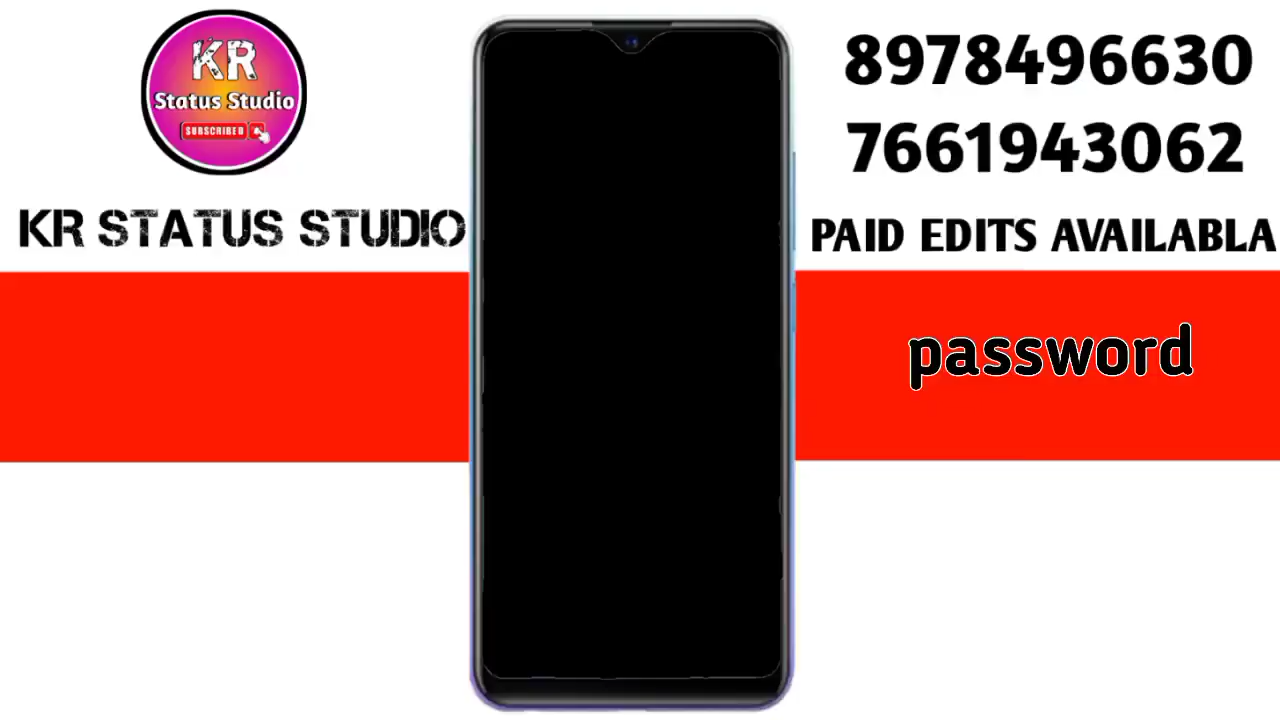 KR
Status Studio
SUBSCRIBED
KR STATUS STUDIO
8978496630
7661943062
PAID EDITS AVAILABLA
password